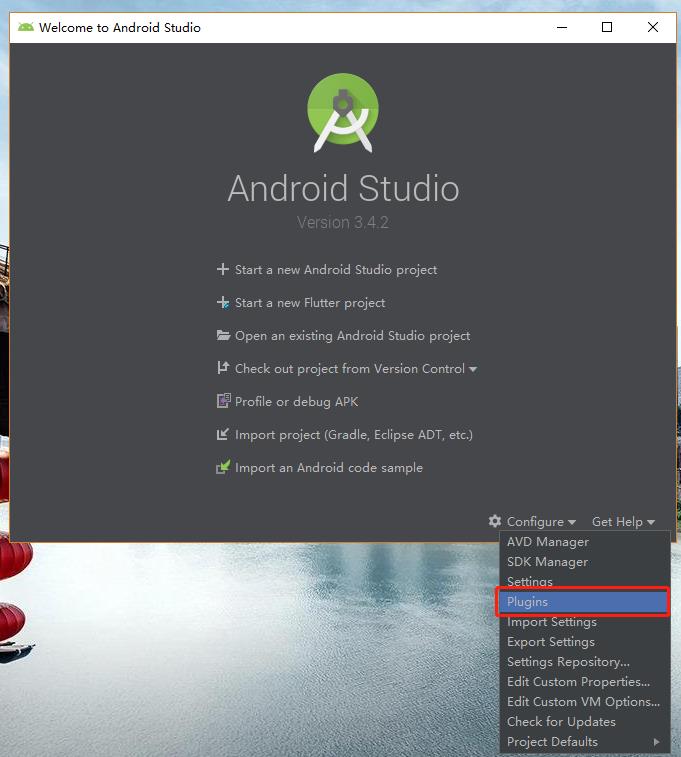 Welcome to Android Studio
Android Studio
Version 3.4.2
Start a new Android Studio project
Start a new Flutter project
Open an existing Android Studio project
Check out project from Version Control
Profile or debug APK
Import project (Gradle, Eclipse ADT, etc.)
Import an Android code sample
Configure Get Help
AVD Manager
SDK Manager
Settings
Plugins
Import Settings
Export Settings
Settings Repository...
Edit Custom Properties...
Edit Custom VM Options...
Check for Updates
Project Defaults